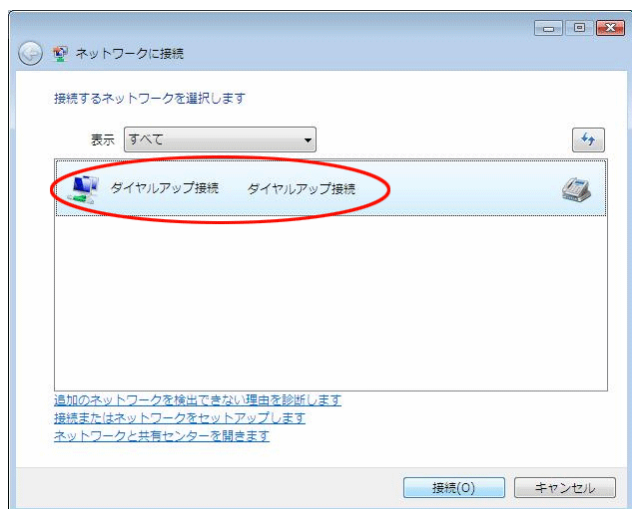 ネットワークに接続
接続するネットワークを選択します
表示 すべて
ダイヤルアップ接続 ダイヤルアップ接続
追加のネットワークを検出できない理由を診断します
接続またはネットワークをセットアップします
ネットワークと共有センターを開きます
接続(O) キャンセル